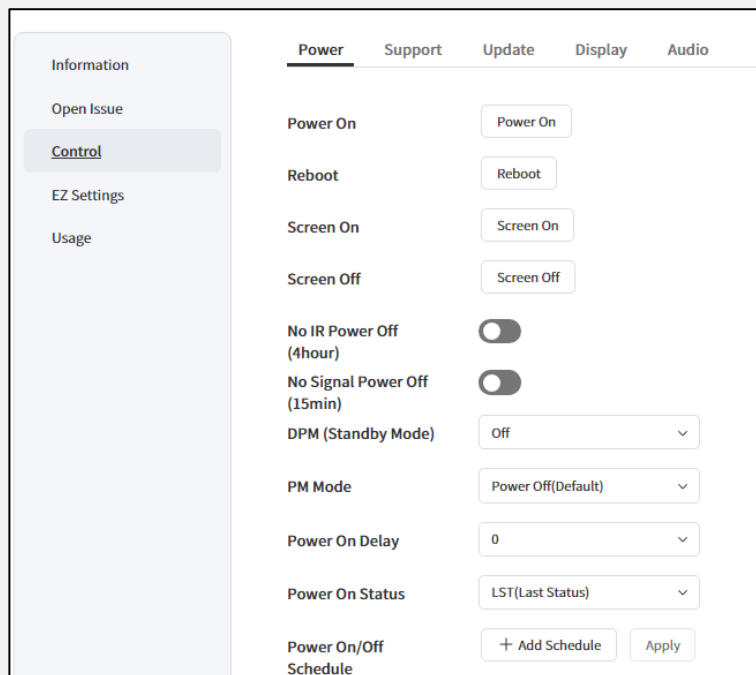 Information
Open Issue
Control
EZ Settings
Usage
Power Support Update Display Audio
Power On Power On
Reboot Reboot
Screen On Screen On
Screen Off Screen Off
No IR Power Off
(4hour)
No Signal Power Off
(15min)
DPM (Standby Mode) Off
PM Mode Power Off(Default)
Power On Delay 0
Power On Status LST(Last Status)
Power On/Off + Add Schedule Apply
Schedule